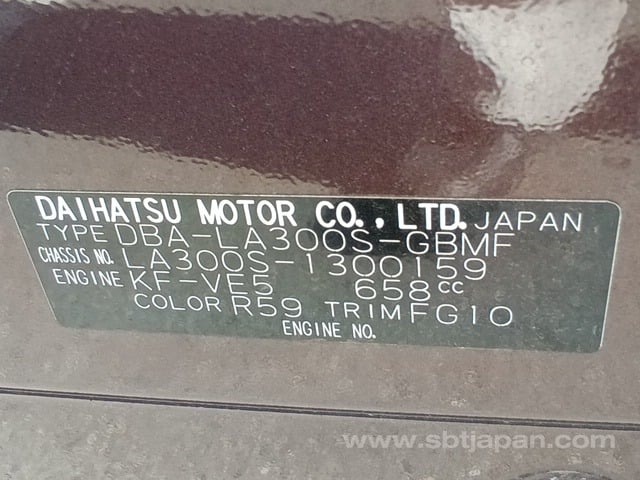 DAIHATSU MOTOR CO., LTD. JAPAN
TYPE DBA-LA300S-GBMF
CHASSIS NO. LA300S-1300159
ENGINE KF-VE5 658cc
COLOR R59 TRIM FG10
ENGINE NO.
www.sbtjapan.com